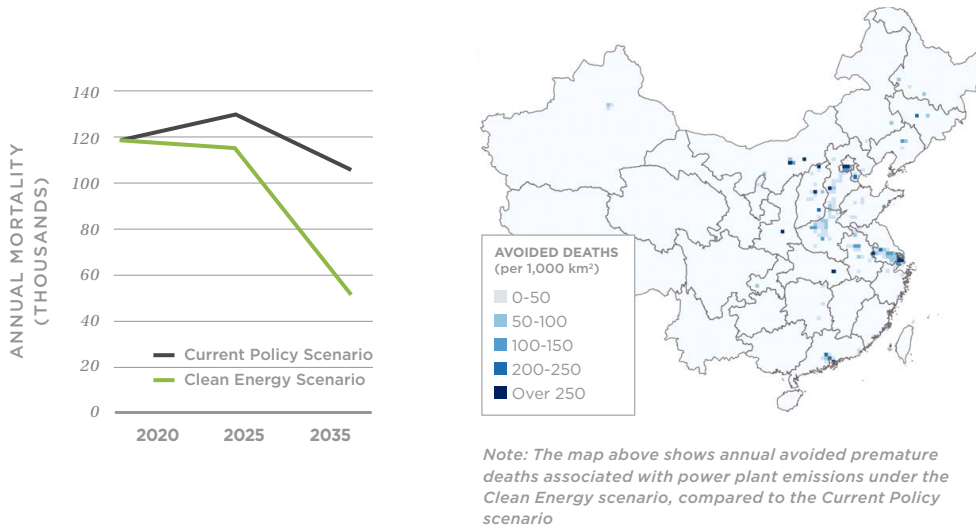 ANNUAL MORTALITY
(THOUSANDS)
140
120
100
80
60
40
20
0
Current Policy Scenario
Clean Energy Scenario
2020 2025 2035
AVOIDED DEATHS
(per 1,000 km²)
0-50
50-100
100-150
200-250
Over 250
Note: The map above shows annual avoided premature
deaths associated with power plant emissions under the
Clean Energy scenario, compared to the Current Policy
scenario